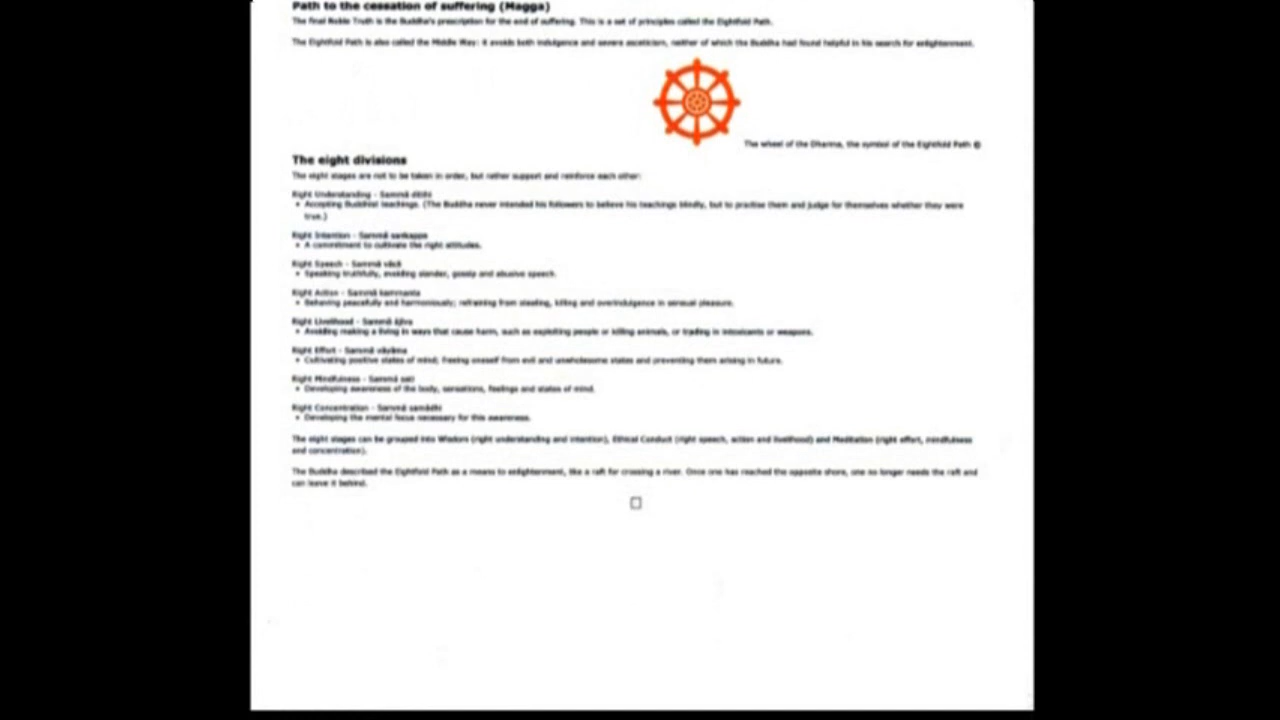 Path to the cessation of suffering (Magga)
The final Noble Truth is the Buddha's prescription for the end of suffering. This is a set of principles called the Eightfold Path.
The Eightfold Path is also called the Middle Way: it avoids both indulgence and severe asceticism, neither of which the Buddha had found helpful in his search for enlightenment.
The wheel of the Dharma, the symbol of the Eightfold Path ©
The eight divisions
The eight stages are not to be taken in order, but rather support and reinforce each other:
Right Understanding - Sammā ditthi
• Accepting Buddhist teachings. (The Buddha never intended his followers to believe his teachings blindly, but to practise them and judge for themselves whether they were
true.)
Right Intention - Sammā sankappa
• A commitment to cultivate the right attitudes.
Right Speech - Sammā vācā
• Speaking truthfully, avoiding slander, gossip and abusive speech.
Right Action - Sammā kammanta
• Behaving peacefully and harmoniously; refraining from stealing, killing and overindulgence in sensual pleasure.
Right Livelihood - Sammā ājīva
• Avoiding making a living in ways that cause harm, such as exploiting people or killing animals, or trading in intoxicants or weapons.
Right Effort - Sammā vāyāma
• Cultivating positive states of mind; freeing oneself from evil and unwholesome states and preventing them arising in future.
Right Mindfulness - Sammā sati
• Developing awareness of the body, sensations, feelings and states of mind.
Right Concentration - Sammā samādhi
• Developing the mental focus necessary for this awareness.
The eight stages can be grouped into Wisdom (right understanding and intention), Ethical Conduct (right speech, action and livelihood) and Meditation (right effort, mindfulness
and concentration).
The Buddha described the Eightfold Path as a means to enlightenment, like a raft for crossing a river. Once one has reached the opposite shore, one no longer needs the raft and
can leave it behind.